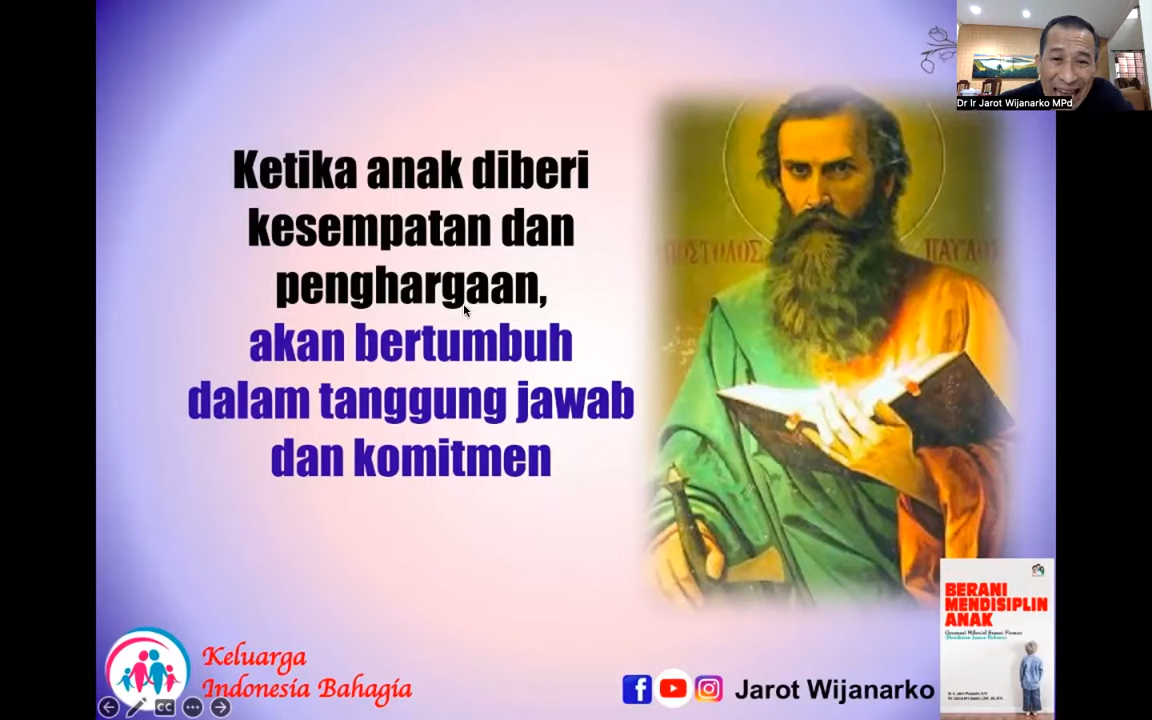 Dr Ir Jarot Wijanarko MPd
Ketika anak diberi
kesempatan dan
penghargaan,
akan bertumbuh
dalam tanggung jawab
dan komitmen
ΠΑΥΛΟΣ
BERANI
MENDISIPLIN
ANAK
Keluarga
Indonesia Bahagia
CC
Jarot Wijanarko